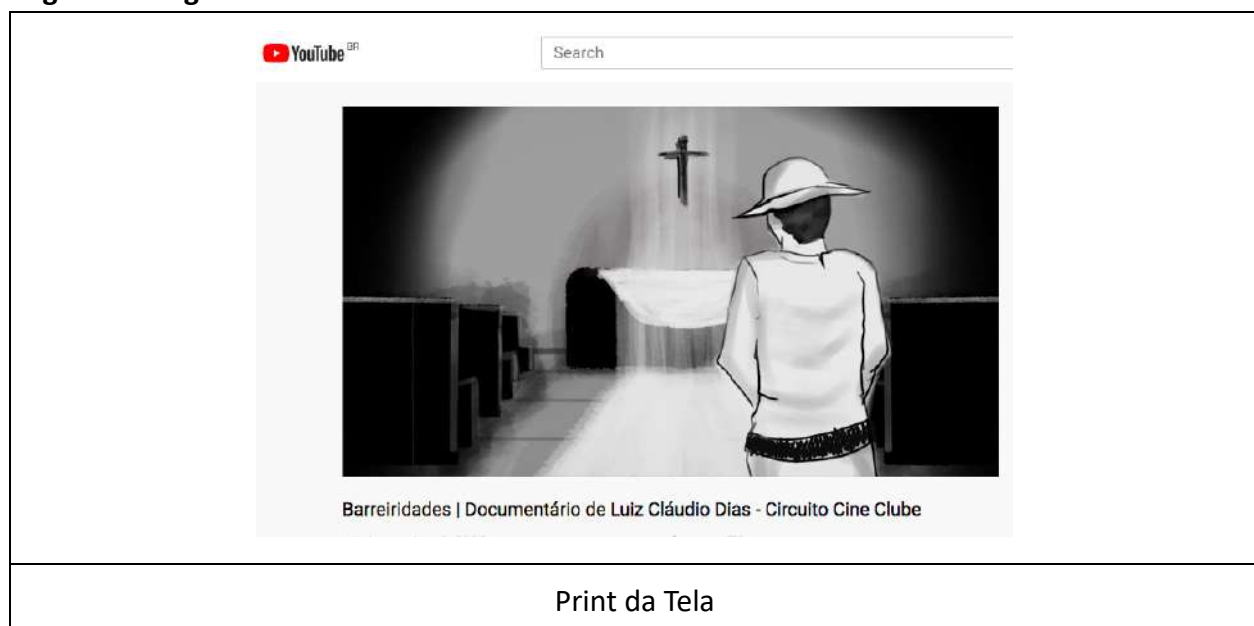 YouTube BR
Search
Barreiridades | Documentário de Luiz Cláudio Dias - Circuito Cine Clube
Print da Tela